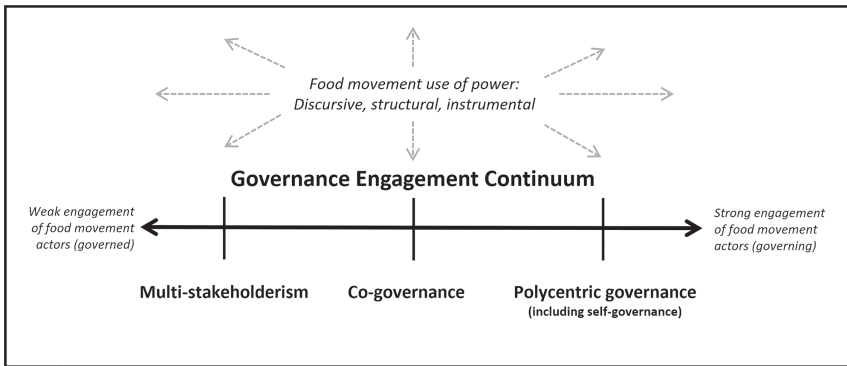 Food movement use of power:
Discursive, structural, instrumental
Governance Engagement Continuum
Weak engagement
of food movement
actors (governed)
Strong engagement
of food movement
actors (governing)
Multi-stakeholderism
Co-governance
Polycentric governance
(including self-governance)